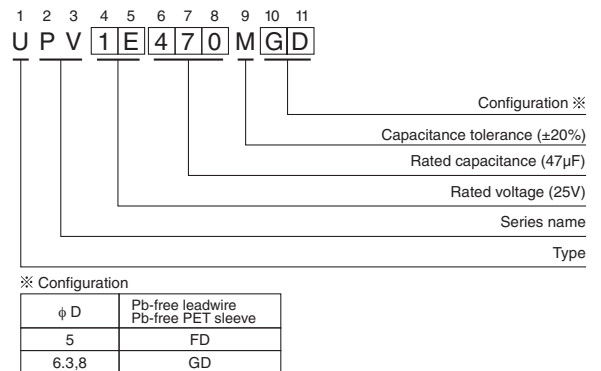 1 2 3 4 5 6 7 8 9 10 11
U P V 1 E 4 7 0 M G D
Configuration ※
Capacitance tolerance (±20%)
Rated capacitance (47µF)
Rated voltage (25V)
Series name
Type
※ Configuration
ϕ D
Pb-free leadwire
Pb-free PET sleeve
5 FD
6.3,8 GD